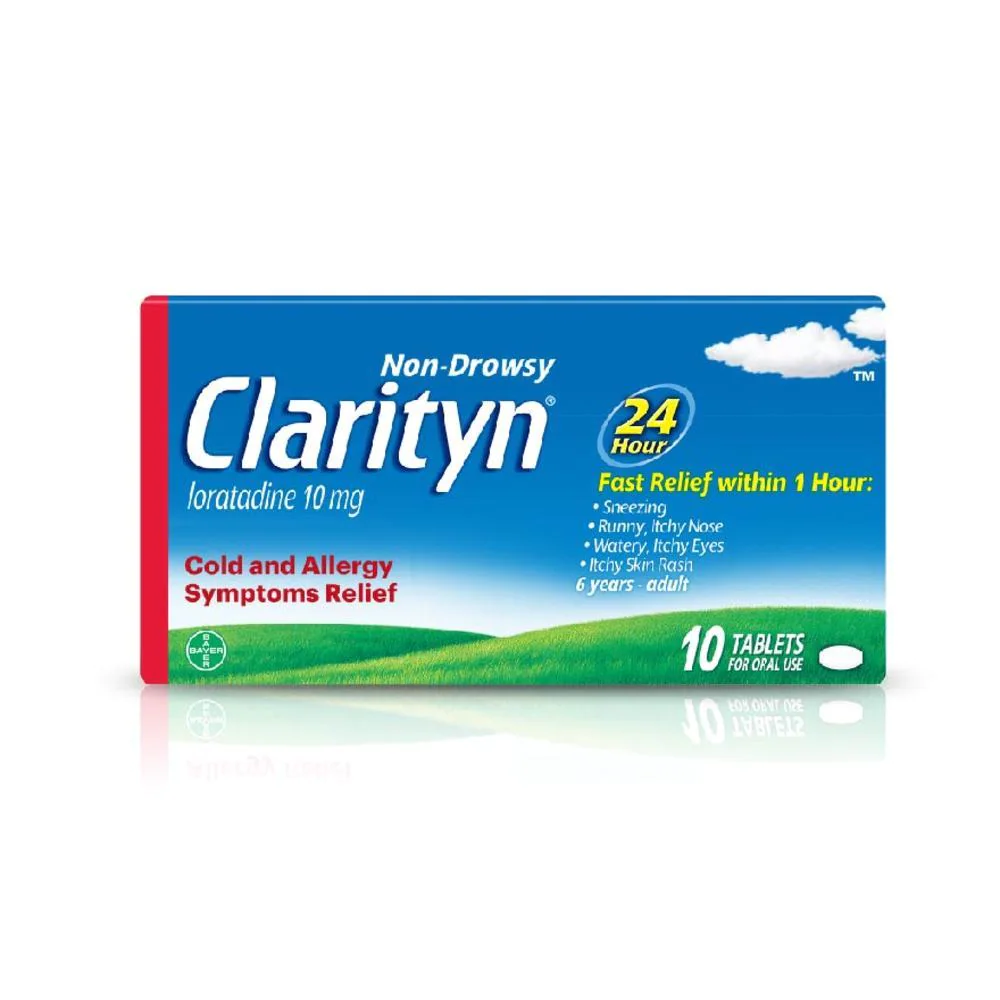 Non-Drowsy
Clarityn®
loratadine 10 mg
Cold and Allergy
Symptoms Relief
BAYER
BAYER
TM
24
Hour
Fast Relief within 1 Hour:
• Sneezing
• Runny, Itchy Nose
• Watery, Itchy Eyes
• Itchy Skin Rash
6 years - adult
10 TABLETS
FOR ORAL USE